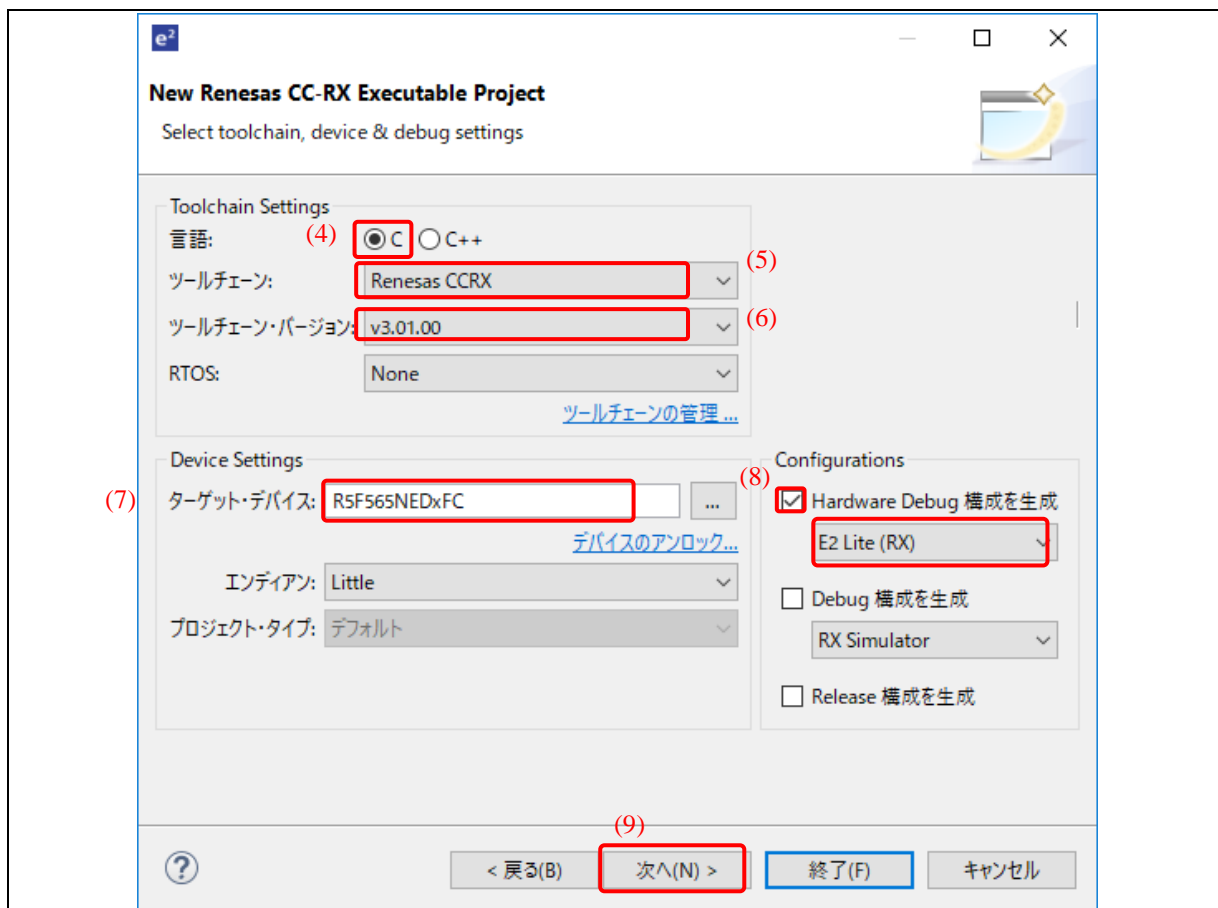 e²
New Renesas CC-RX Executable Project
Select toolchain, device & debug settings
Toolchain Settings
言語: (4) C C++
ツールチェーン: Renesas CCRX (5)
ツールチェーン・バージョン: v3.01.00 (6)
RTOS: None
ツールチェーンの管理 ...
Device Settings
(7) ターゲット・デバイス: R5F565NEDxFC ...
デバイスのアンロック...
エンディアン: Little
プロジェクト・タイプ: デフォルト
Configurations
(8) Hardware Debug 構成を生成
E2 Lite (RX)
Debug 構成を生成
RX Simulator
Release 構成を生成
(9)
? < 戻る(B) 次へ(N) > 終了(F) キャンセル